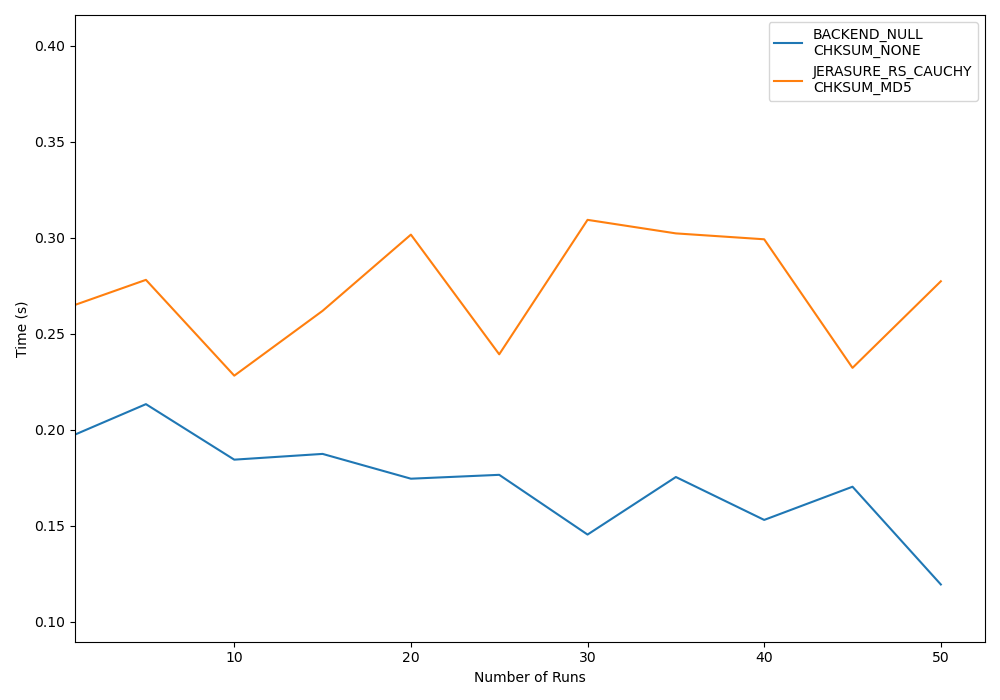 BACKEND_NULL
CHKSUM_NONE
JERASURE_RS_CAUCHY
CHKSUM_MD5
0.40
0.35
0.30
0.25
0.20
0.15
0.10
Time (s)
10 20 30 40 50
Number of Runs